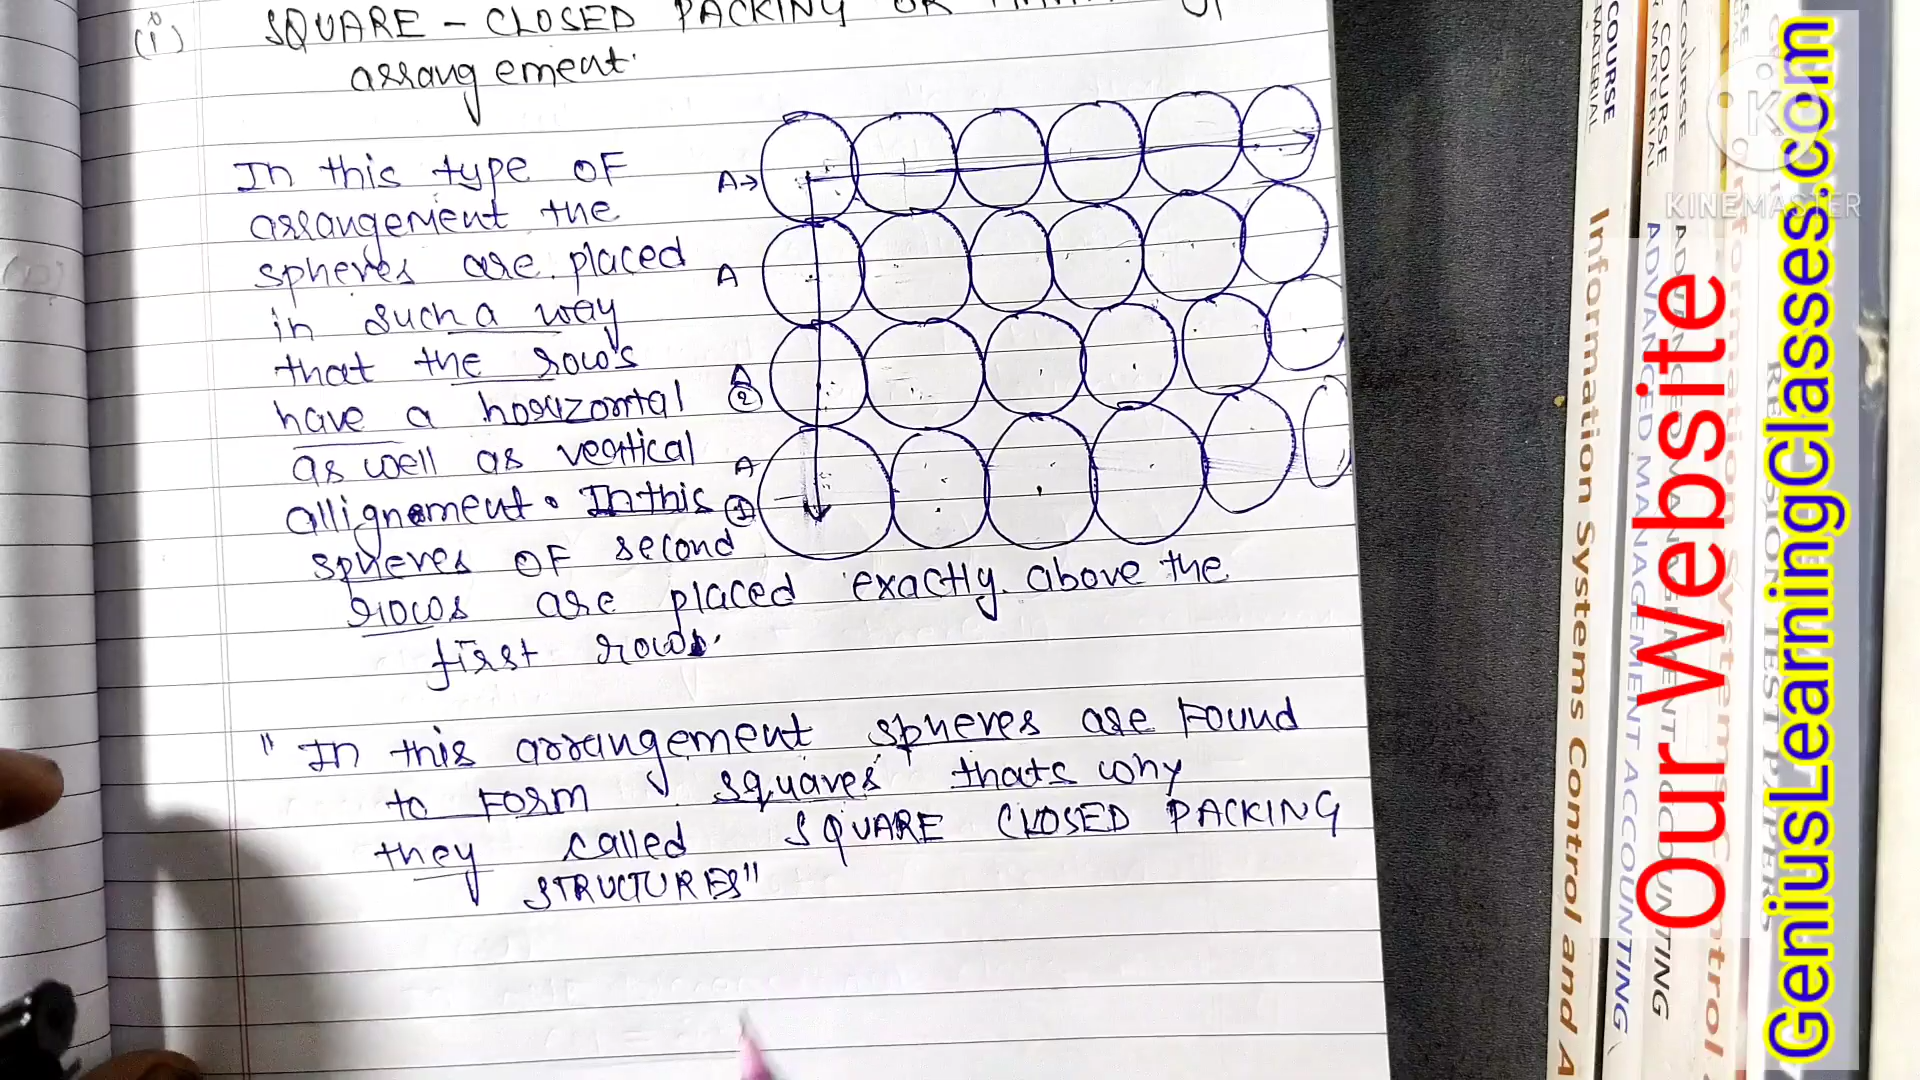 (i) SQUARE - CLOSED PACKING OR
arrangement.
In this type OF
arrangement the
spheres are placed
in such a way
that the rows
have a horizontal
as well as vertical
allignement. In this
spheres OF second
rows are placed exactly above the
first rows.
A→
A
A
②
A
①
" In this arrangement spheres are Found
to FORM squares thats why
they called SQUARE CLOSED PACKING
STRUCTURES"
COURSE
MATERIAL
COURSE
MATERIAL
COURSE
Information Systems Control and A
ADVANCED MANAGEMENT ACCOUNTING
KINEMASTER
Our Website
GeniusLearningClasses.com